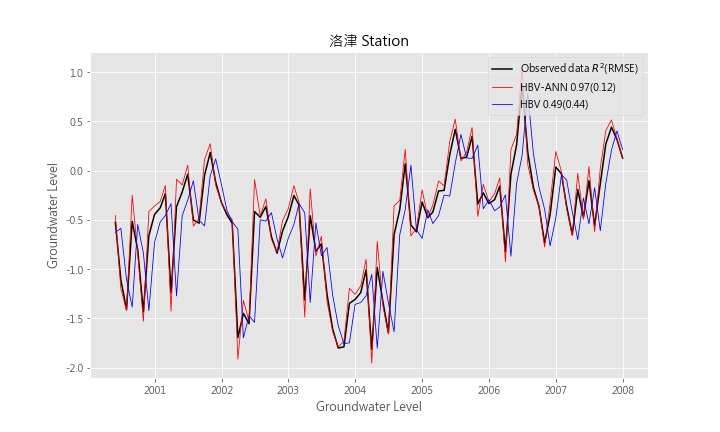 洛津 Station
Observed data R²(RMSE)
HBV-ANN 0.97(0.12)
HBV 0.49(0.44)
Groundwater Level
1.0
0.5
0.0
-0.5
-1.0
-1.5
-2.0
2001 2002 2003 2004 2005 2006 2007 2008
Groundwater Level